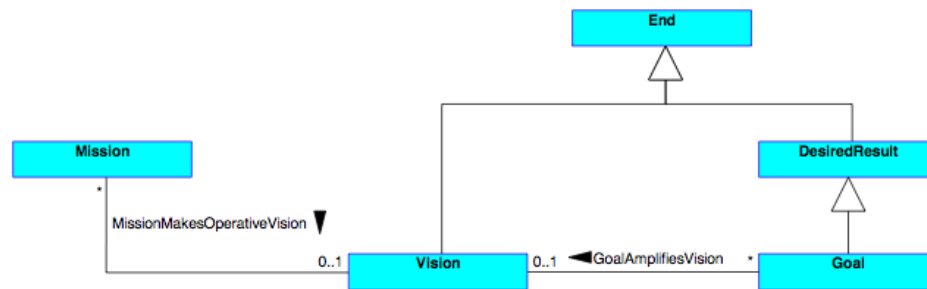 End
Mission
DesiredResult
*
MissionMakesOperativeVision
0..1
Vision
0..1
GoalAmplifiesVision
*
Goal